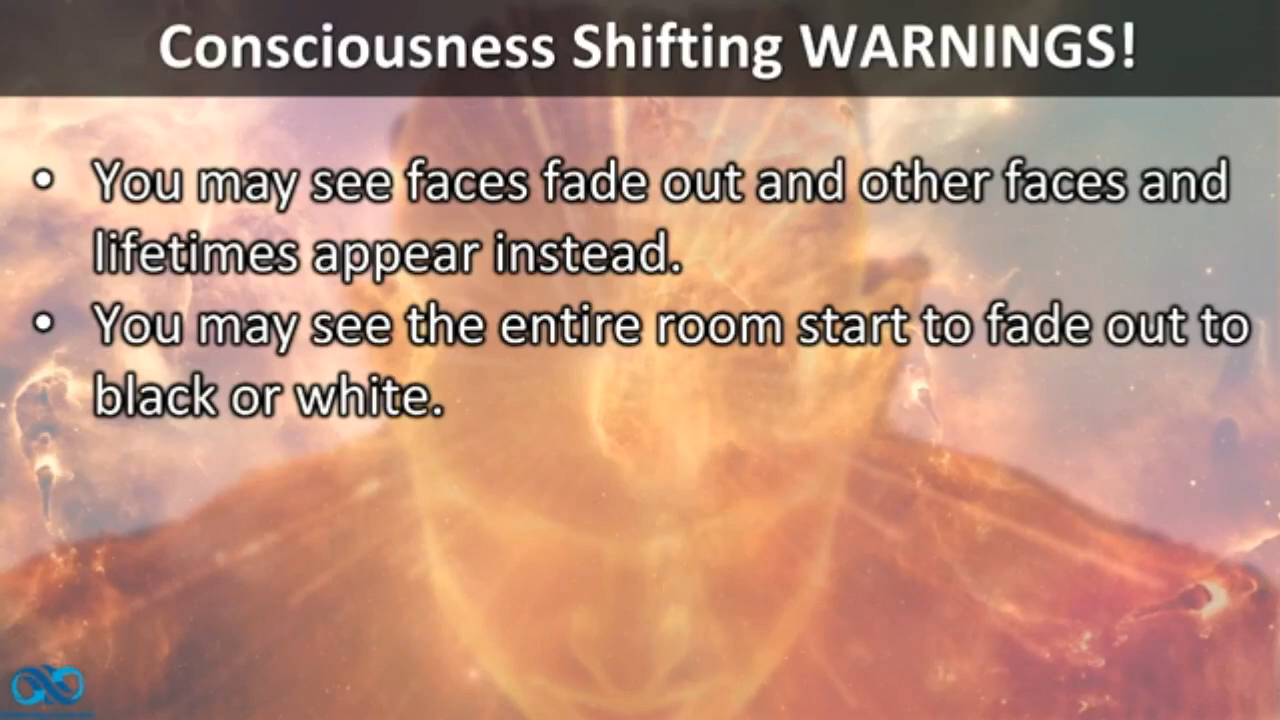 Consciousness Shifting WARNINGS!
• You may see faces fade out and other faces and
lifetimes appear instead.
• You may see the entire room start to fade out to
black or white.